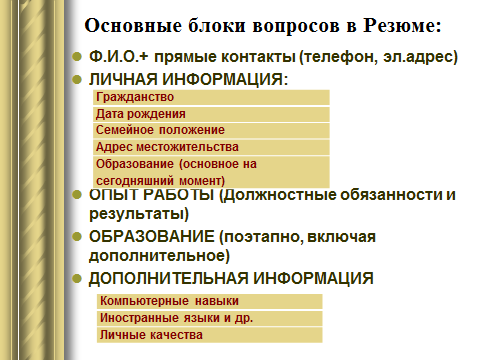 Основные блоки вопросов в Резюме:
Ф.И.О.+ прямые контакты (телефон, эл.адрес)
ЛИЧНАЯ ИНФОРМАЦИЯ:
Гражданство
Дата рождения
Семейное положение
Адрес местожительства
Образование (основное на
сегодняшний момент)
ОПЫТ РАБОТЫ (Должностные обязанности и
результаты)
ОБРАЗОВАНИЕ (поэтапно, включая
дополнительное)
ДОПОЛНИТЕЛЬНАЯ ИНФОРМАЦИЯ
Компьютерные навыки
Иностранные языки и др.
Личные качества